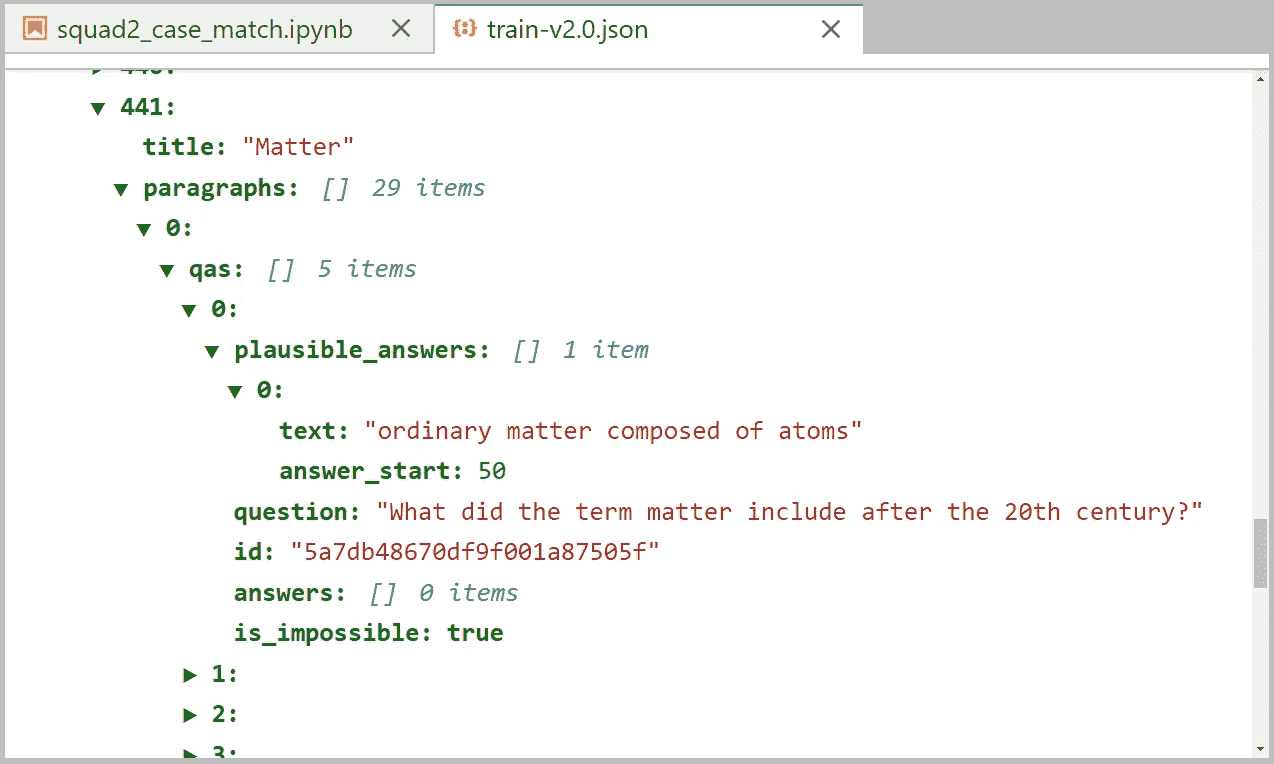 squad2_case_match.ipynb train-v2.0.json
440:
441:
title: "Matter"
paragraphs: [] 29 items
0:
qas: [] 5 items
0:
plausible_answers: [] 1 item
0:
text: "ordinary matter composed of atoms"
answer_start: 50
question: "What did the term matter include after the 20th century?"
id: "5a7db48670df9f001a87505f"
answers: [] 0 items
is_impossible: true
1:
2:
3: